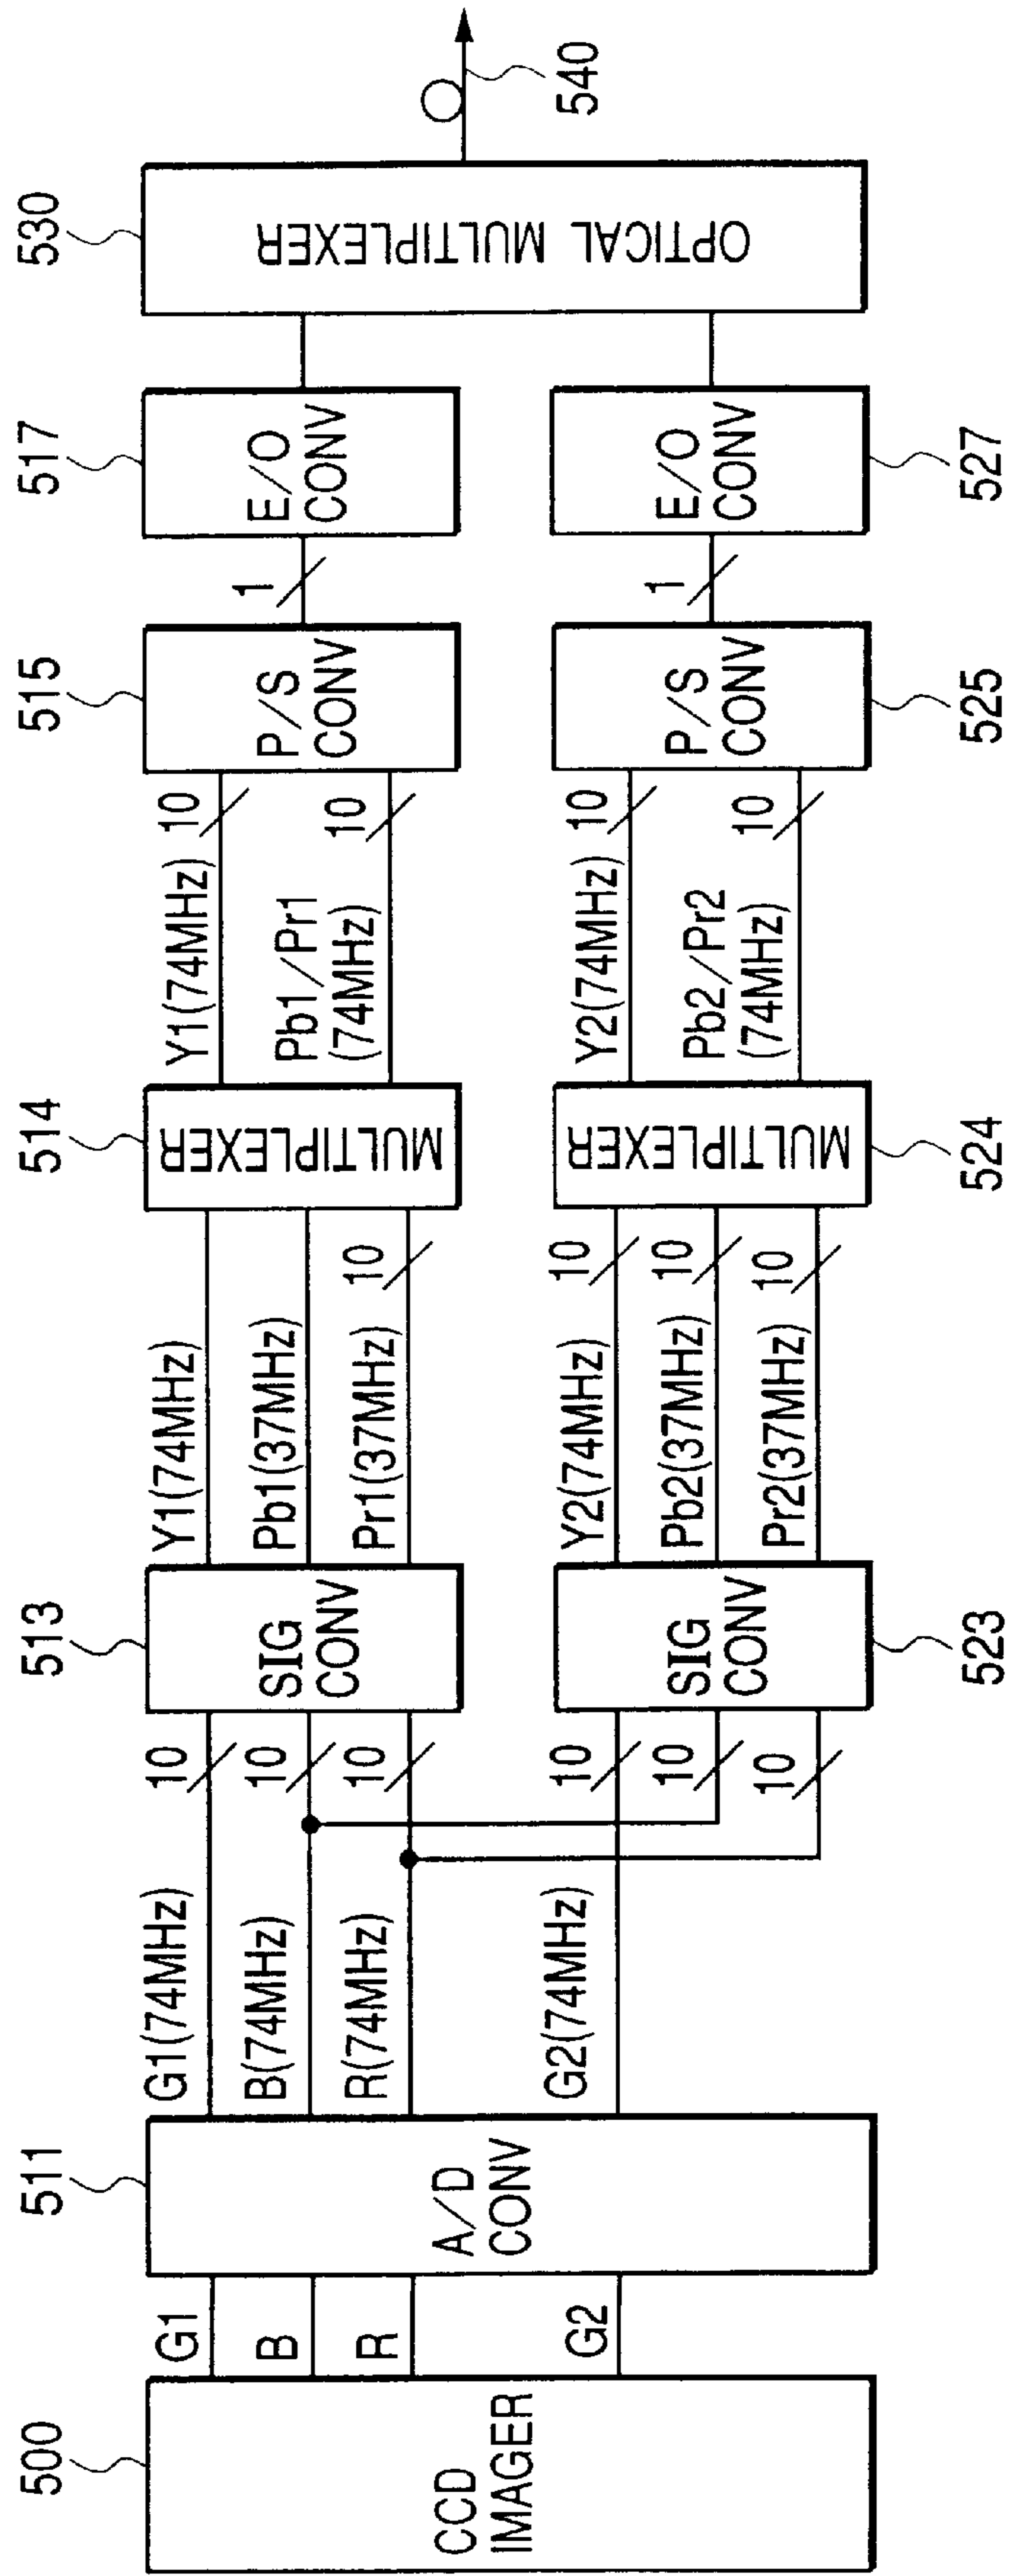 500
CCD
IMAGER
G1
B
R
G2
511
A/D
CONV
G1(74MHz)
B(74MHz)
R(74MHz)
G2(74MHz)
10
10
10
10
10
10
513
SIG
CONV
523
SIG
CONV
Y1(74MHz)
Pb1(37MHz)
Pr1(37MHz)
10
Y2(74MHz)
10
Pb2(37MHz)
10
Pr2(37MHz)
10
514
MULTIPLEXER
524
MULTIPLEXER
Y1(74MHz)
10
Pb1/Pr1
(74MHz)
10
Y2(74MHz)
10
Pb2/Pr2
(74MHz)
10
515
P/S
CONV
525
P/S
CONV
1
1
517
E/O
CONV
527
E/O
CONV
530
OPTICAL MULTIPLEXER
540